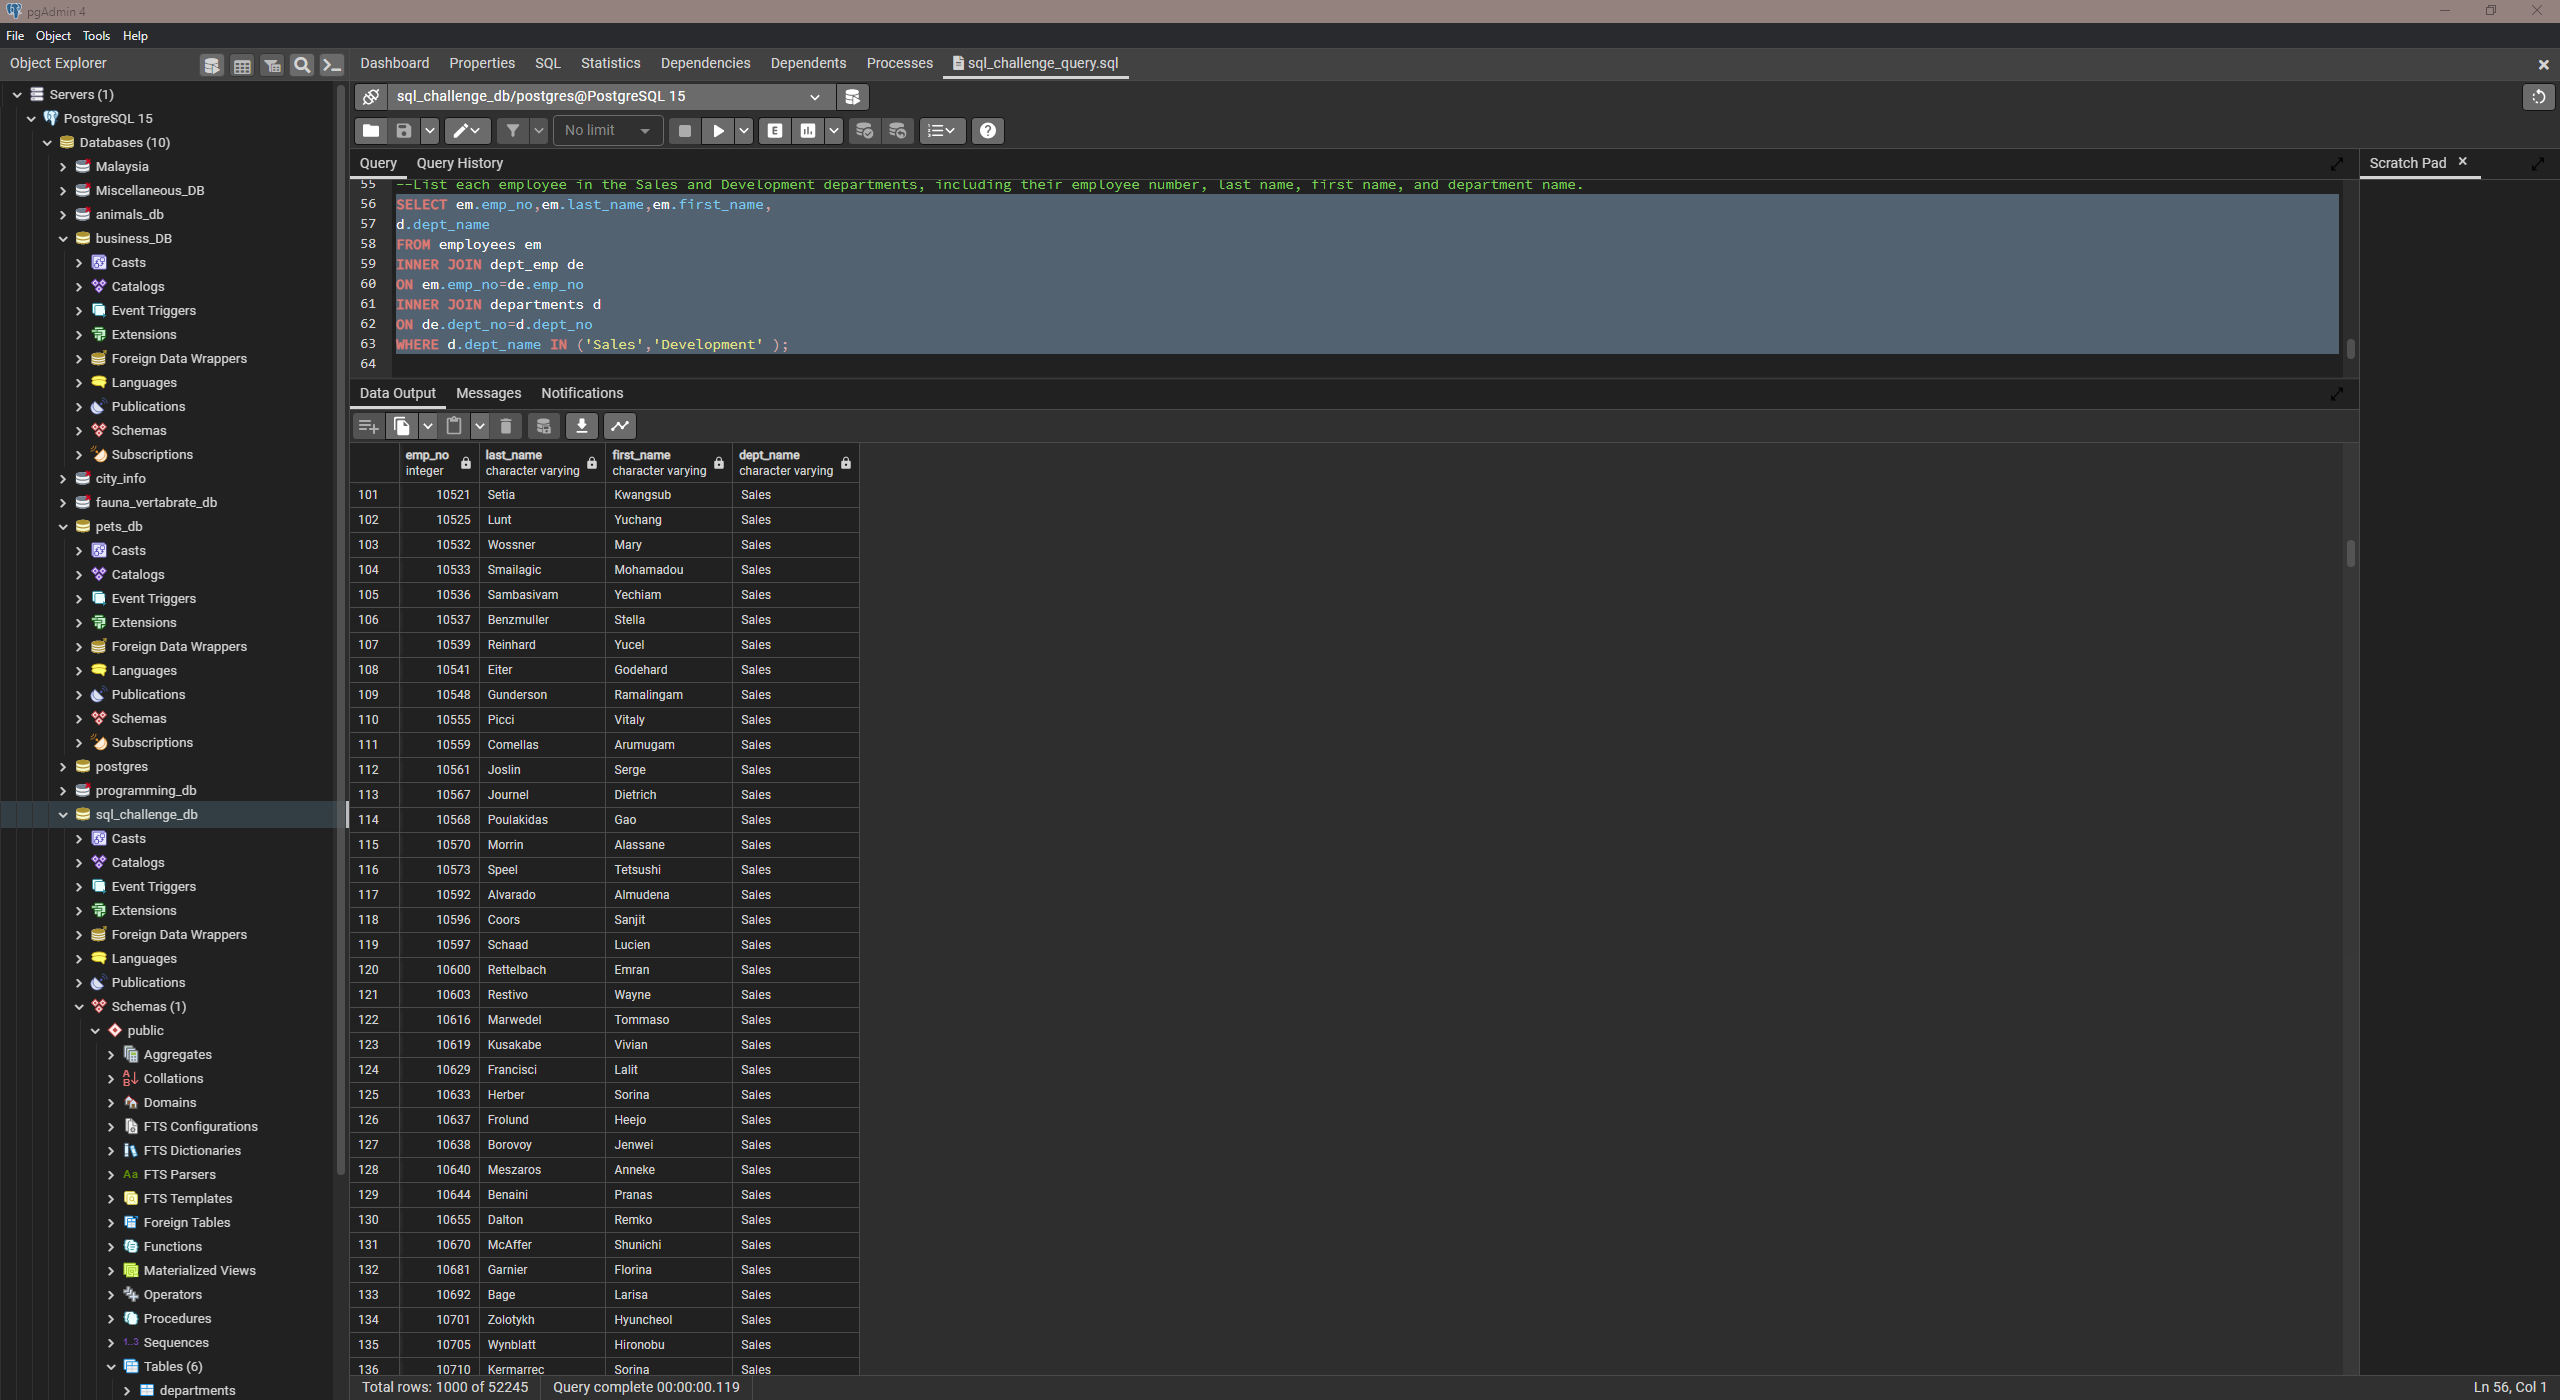 pgAdmin 4
File Object Tools Help
Object Explorer
Dashboard Properties SQL Statistics Dependencies Dependents Processes sql_challenge_query.sql
Servers (1)
PostgreSQL 15
Databases (10)
Malaysia
Miscellaneous_DB
animals_db
business_DB
Casts
Catalogs
Event Triggers
Extensions
Foreign Data Wrappers
Languages
Publications
Schemas
Subscriptions
city_info
fauna_vertabrate_db
pets_db
Casts
Catalogs
Event Triggers
Extensions
Foreign Data Wrappers
Languages
Publications
Schemas
Subscriptions
postgres
programming_db
sql_challenge_db
Casts
Catalogs
Event Triggers
Extensions
Foreign Data Wrappers
Languages
Publications
Schemas (1)
public
Aggregates
Collations
Domains
FTS Configurations
FTS Dictionaries
Aa FTS Parsers
FTS Templates
Foreign Tables
Functions
Materialized Views
Operators
Procedures
1..3 Sequences
Tables (6)
departments
sql_challenge_db/postgres@PostgreSQL 15
No limit
E
Query Query History
Scratch Pad
55 --List each employee in the Sales and Development departments, including their employee number, last name, first name, and department name.
56 SELECT em.emp_no,em.last_name,em.first_name,
57 d.dept_name
58 FROM employees em
59 INNER JOIN dept_emp de
60 ON em.emp_no=de.emp_no
61 INNER JOIN departments d
62 ON de.dept_no=d.dept_no
63 WHERE d.dept_name IN ('Sales','Development' );
64
Data Output Messages Notifications
emp_no last_name first_name dept_name
integer character varying character varying character varying
101 10521 Setia Kwangsub Sales
102 10525 Lunt Yuchang Sales
103 10532 Wossner Mary Sales
104 10533 Smailagic Mohamadou Sales
105 10536 Sambasivam Yechiam Sales
106 10537 Benzmuller Stella Sales
107 10539 Reinhard Yucel Sales
108 10541 Eiter Godehard Sales
109 10548 Gunderson Ramalingam Sales
110 10555 Picci Vitaly Sales
111 10559 Comellas Arumugam Sales
112 10561 Joslin Serge Sales
113 10567 Journel Dietrich Sales
114 10568 Poulakidas Gao Sales
115 10570 Morrin Alassane Sales
116 10573 Speel Tetsushi Sales
117 10592 Alvarado Almudena Sales
118 10596 Coors Sanjit Sales
119 10597 Schaad Lucien Sales
120 10600 Rettelbach Emran Sales
121 10603 Restivo Wayne Sales
122 10616 Marwedel Tommaso Sales
123 10619 Kusakabe Vivian Sales
124 10629 Francisci Lalit Sales
125 10633 Herber Sorina Sales
126 10637 Frolund Heejo Sales
127 10638 Borovoy Jenwei Sales
128 10640 Meszaros Anneke Sales
129 10644 Benaini Pranas Sales
130 10655 Dalton Remko Sales
131 10670 McAffer Shunichi Sales
132 10681 Garnier Florina Sales
133 10692 Bage Larisa Sales
134 10701 Zolotykh Hyuncheol Sales
135 10705 Wynblatt Hironobu Sales
136 10710 Kermarrec Sorina Sales
Total rows: 1000 of 52245 Query complete 00:00:00.119
Ln 56, Col 1